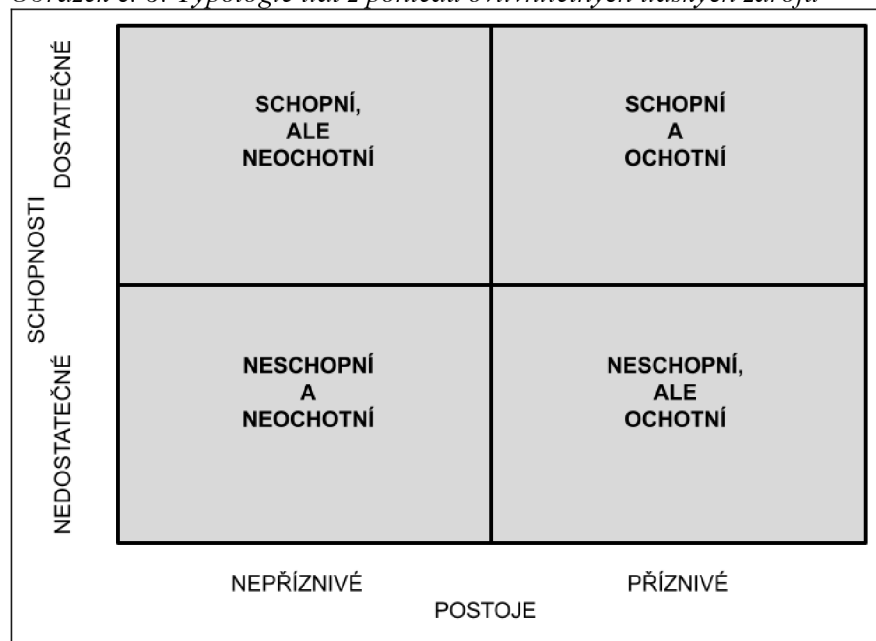 DOSTATEČNÉ
SCHOPNÍ,
ALE
NEOCHOTNÍ
SCHOPNÍ
A
OCHOTNÍ
SCHOPNOSTI
NEDOSTATEČNÉ
NESCHOPNÍ
A
NEOCHOTNÍ
NESCHOPNÍ,
ALE
OCHOTNÍ
NEPŘÍZNIVÉ
PŘÍZNIVÉ
POSTOJE